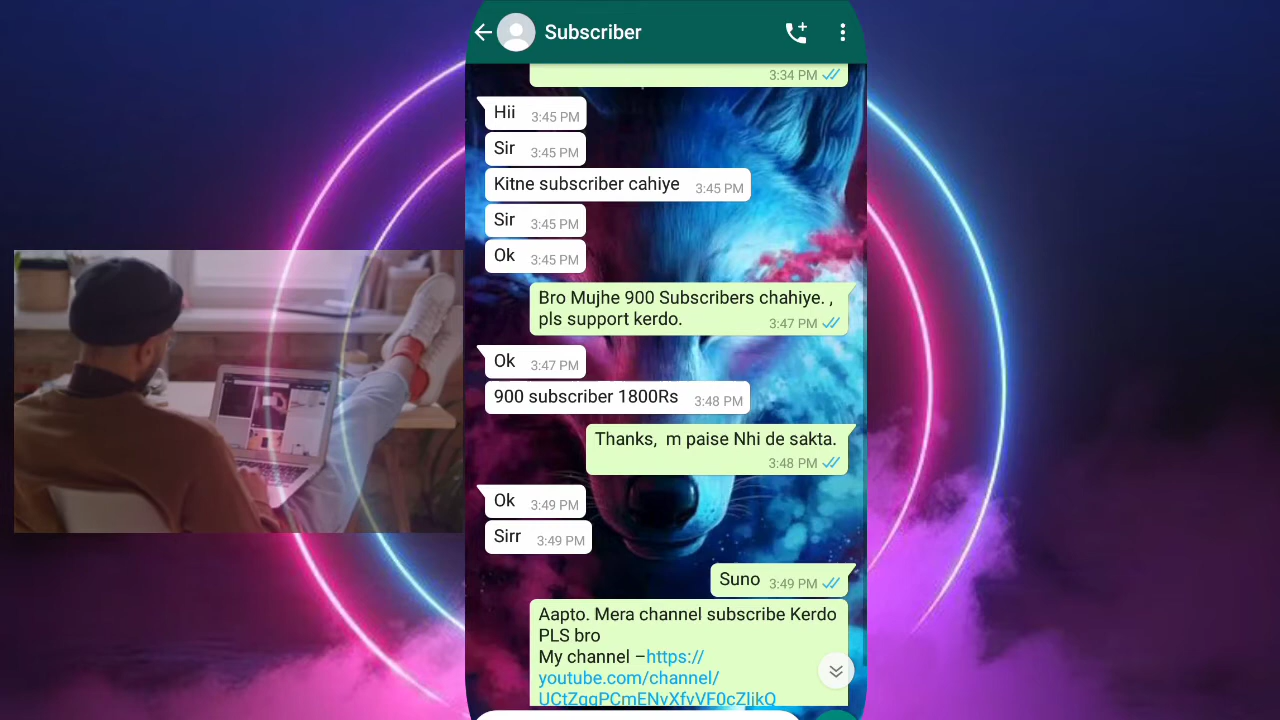 Subscriber
3:34 PM
Hii 3:45 PM
Sir 3:45 PM
Kitne subscriber cahiye 3:45 PM
Sir 3:45 PM
Ok 3:45 PM
Bro Mujhe 900 Subscribers chahiye. ,
pls support kerdo. 3:47 PM
Ok 3:47 PM
900 subscriber 1800Rs 3:48 PM
Thanks, m paise Nhi de sakta.
3:48 PM
Ok 3:49 PM
Sirr 3:49 PM
Suno 3:49 PM
Aapto. Mera channel subscribe Kerdo
PLS bro
My channel –https://
youtube.com/channel/